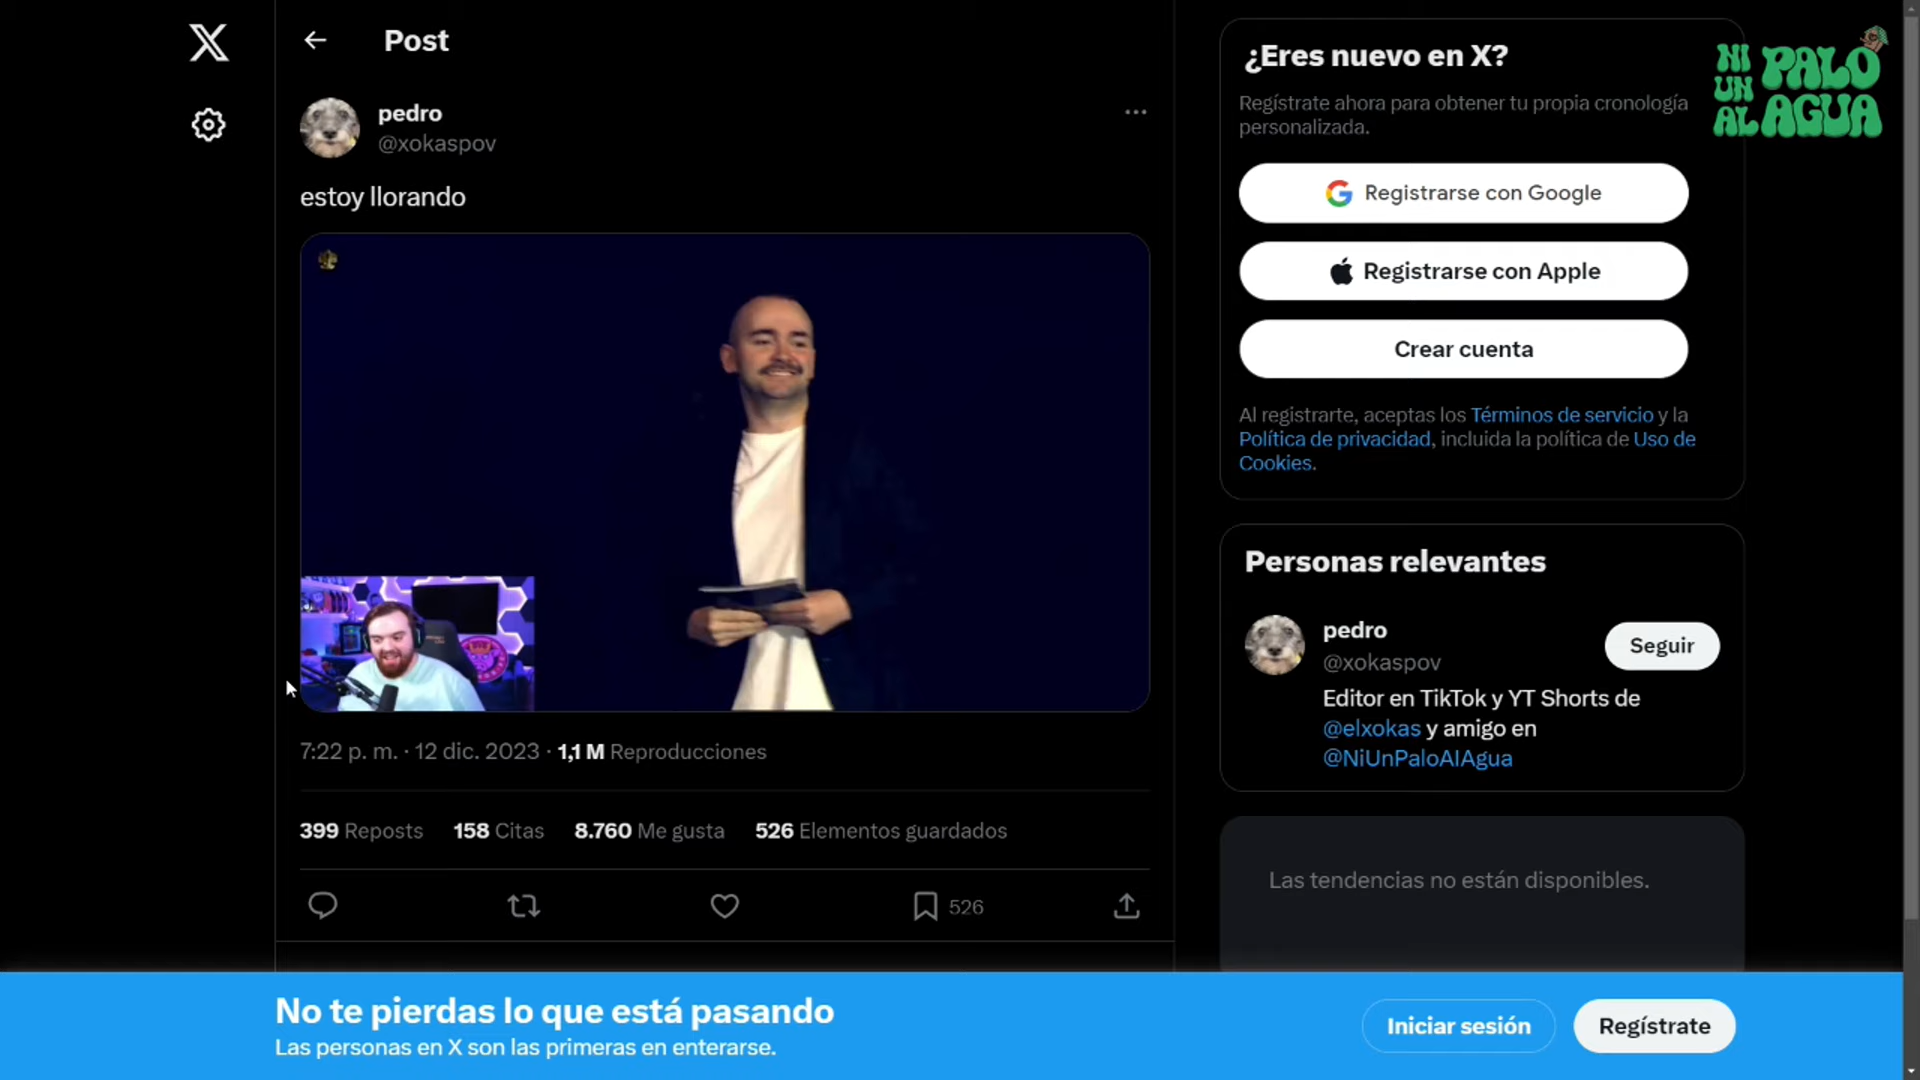 Post
pedro
@xokaspov
estoy llorando
7:22 p. m. · 12 dic. 2023 · 1,1 M Reproducciones
399 Reposts 158 Citas 8.760 Me gusta 526 Elementos guardados
526
¿Eres nuevo en X?
Regístrate ahora para obtener tu propia cronología
personalizada.
Registrarse con Google
Registrarse con Apple
Crear cuenta
Al registrarte, aceptas los Términos de servicio y la
Política de privacidad, incluida la política de Uso de
Cookies.
Personas relevantes
pedro
@xokaspov
Seguir
Editor en TikTok y YT Shorts de
@elxokas y amigo en
@NiUnPaloAlAgua
Las tendencias no están disponibles.
NI UN PALO
AL AGUA
No te pierdas lo que está pasando
Las personas en X son las primeras en enterarse.
Iniciar sesión
Regístrate